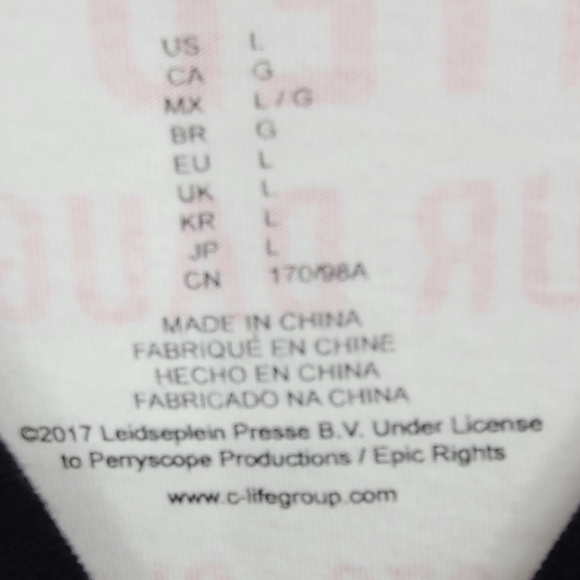 US L
CA G
MX L / G
BR G
EU L
UK L
KR L
JP L
CN 170/98A
MADE IN CHINA
FABRIQUÉ EN CHINE
HECHO EN CHINA
FABRICADO NA CHINA
©2017 Leidseplein Presse B.V. Under License
to Perryscope Productions / Epic Rights
www.c-lifegroup.com